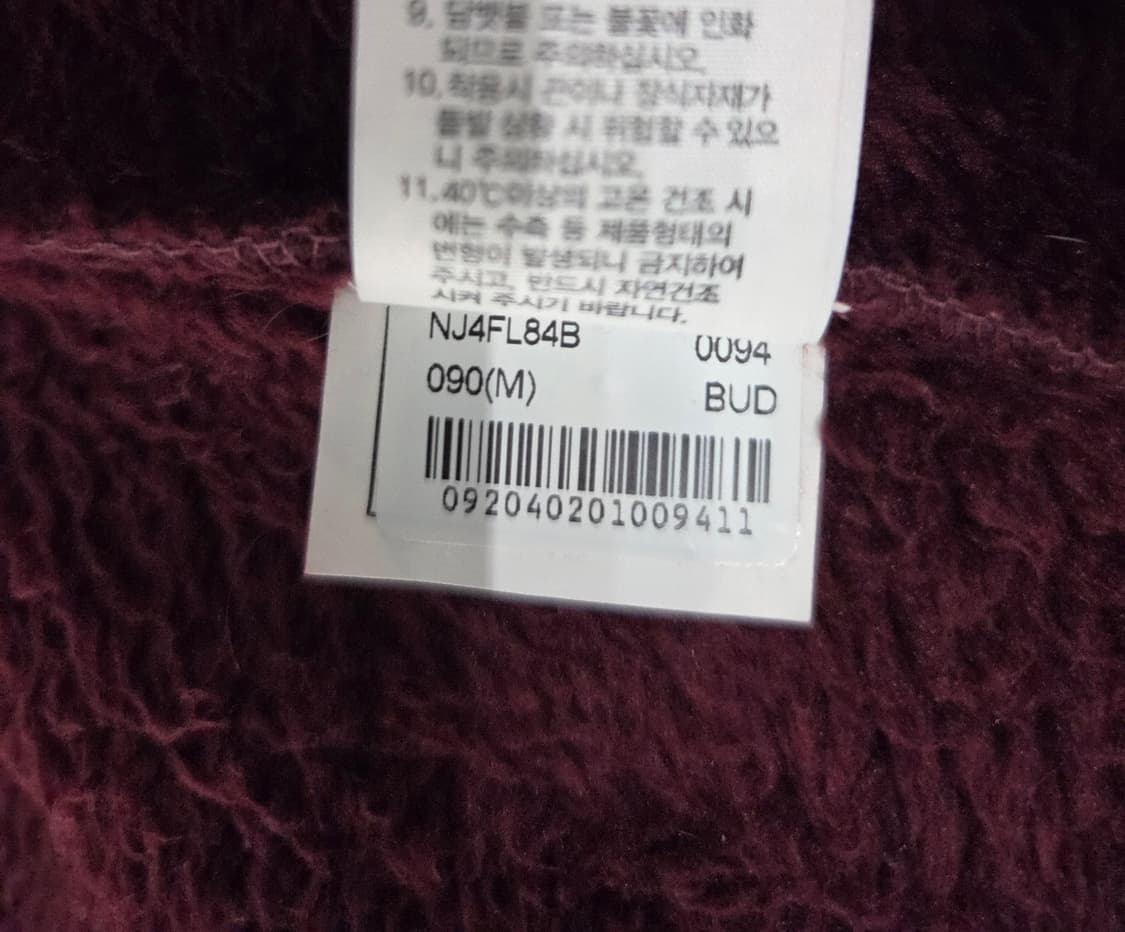 9. 담뱃불 또는 불꽃에 인화
되므로 주의하십시오.
10. 착용시 끈이나 장식자재가
돌발 상황 시 위험할 수 있으
니 주의하십시오.
11. 40℃이상의 고온 건조 시
에는 수축 등 제품형태의
변형이 발생되니 금지하여
주시고, 반드시 자연건조
시켜 주시기 바랍니다.
NJ4FL84B 0094
090(M) BUD
092040201009411